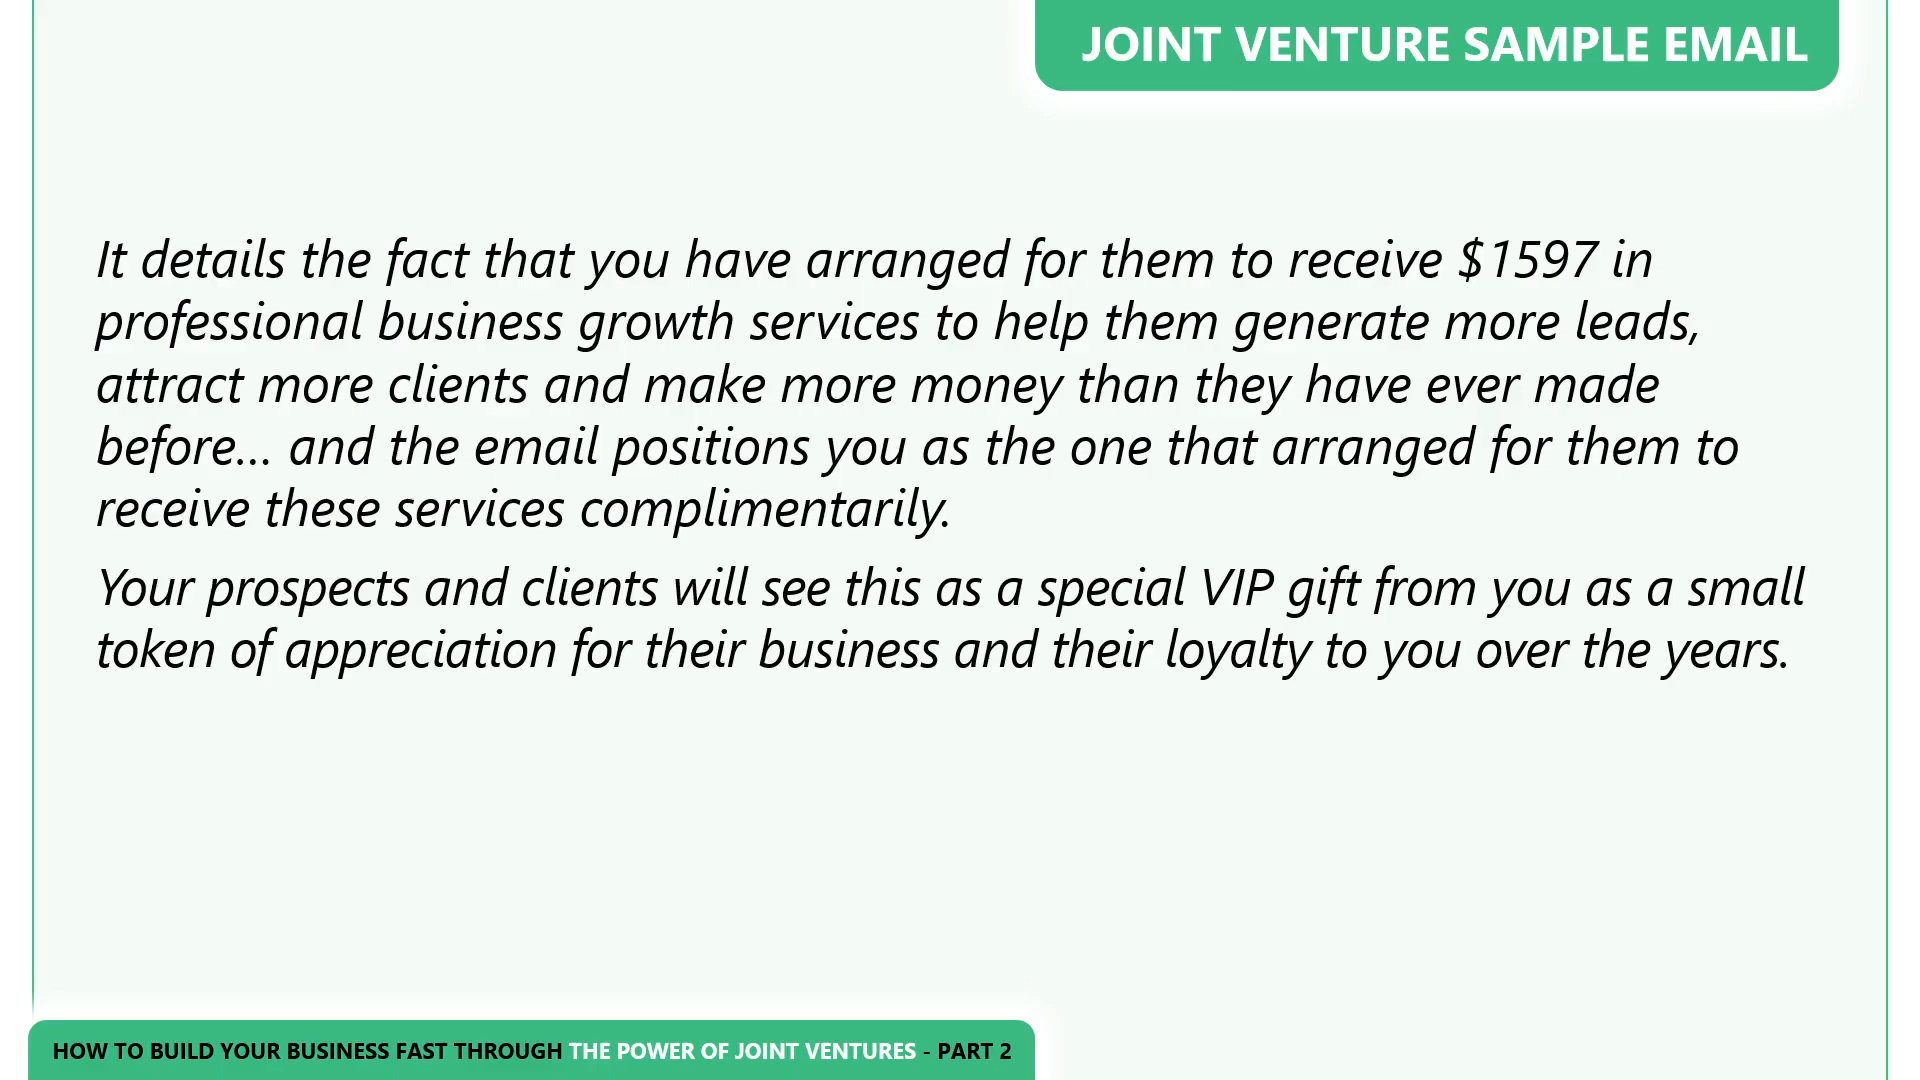 JOINT VENTURE SAMPLE EMAIL
It details the fact that you have arranged for them to receive $1597 in
professional business growth services to help them generate more leads,
attract more clients and make more money than they have ever made
before... and the email positions you as the one that arranged for them to
receive these services complimentarily.
Your prospects and clients will see this as a special VIP gift from you as a small
token of appreciation for their business and their loyalty to you over the years.
HOW TO BUILD YOUR BUSINESS FAST THROUGH THE POWER OF JOINT VENTURES - PART 2